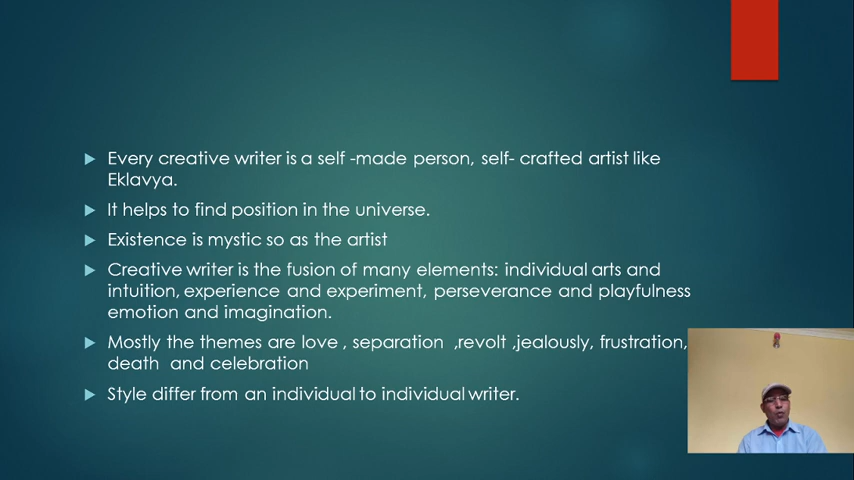 Every creative writer is a self -made person, self- crafted artist like
Eklavya.
It helps to find position in the universe.
Existence is mystic so as the artist
Creative writer is the fusion of many elements: individual arts and
intuition, experience and experiment, perseverance and playfulness
emotion and imagination.
Mostly the themes are love , separation ,revolt ,jealously, frustration,
death and celebration
Style differ from an individual to individual writer.